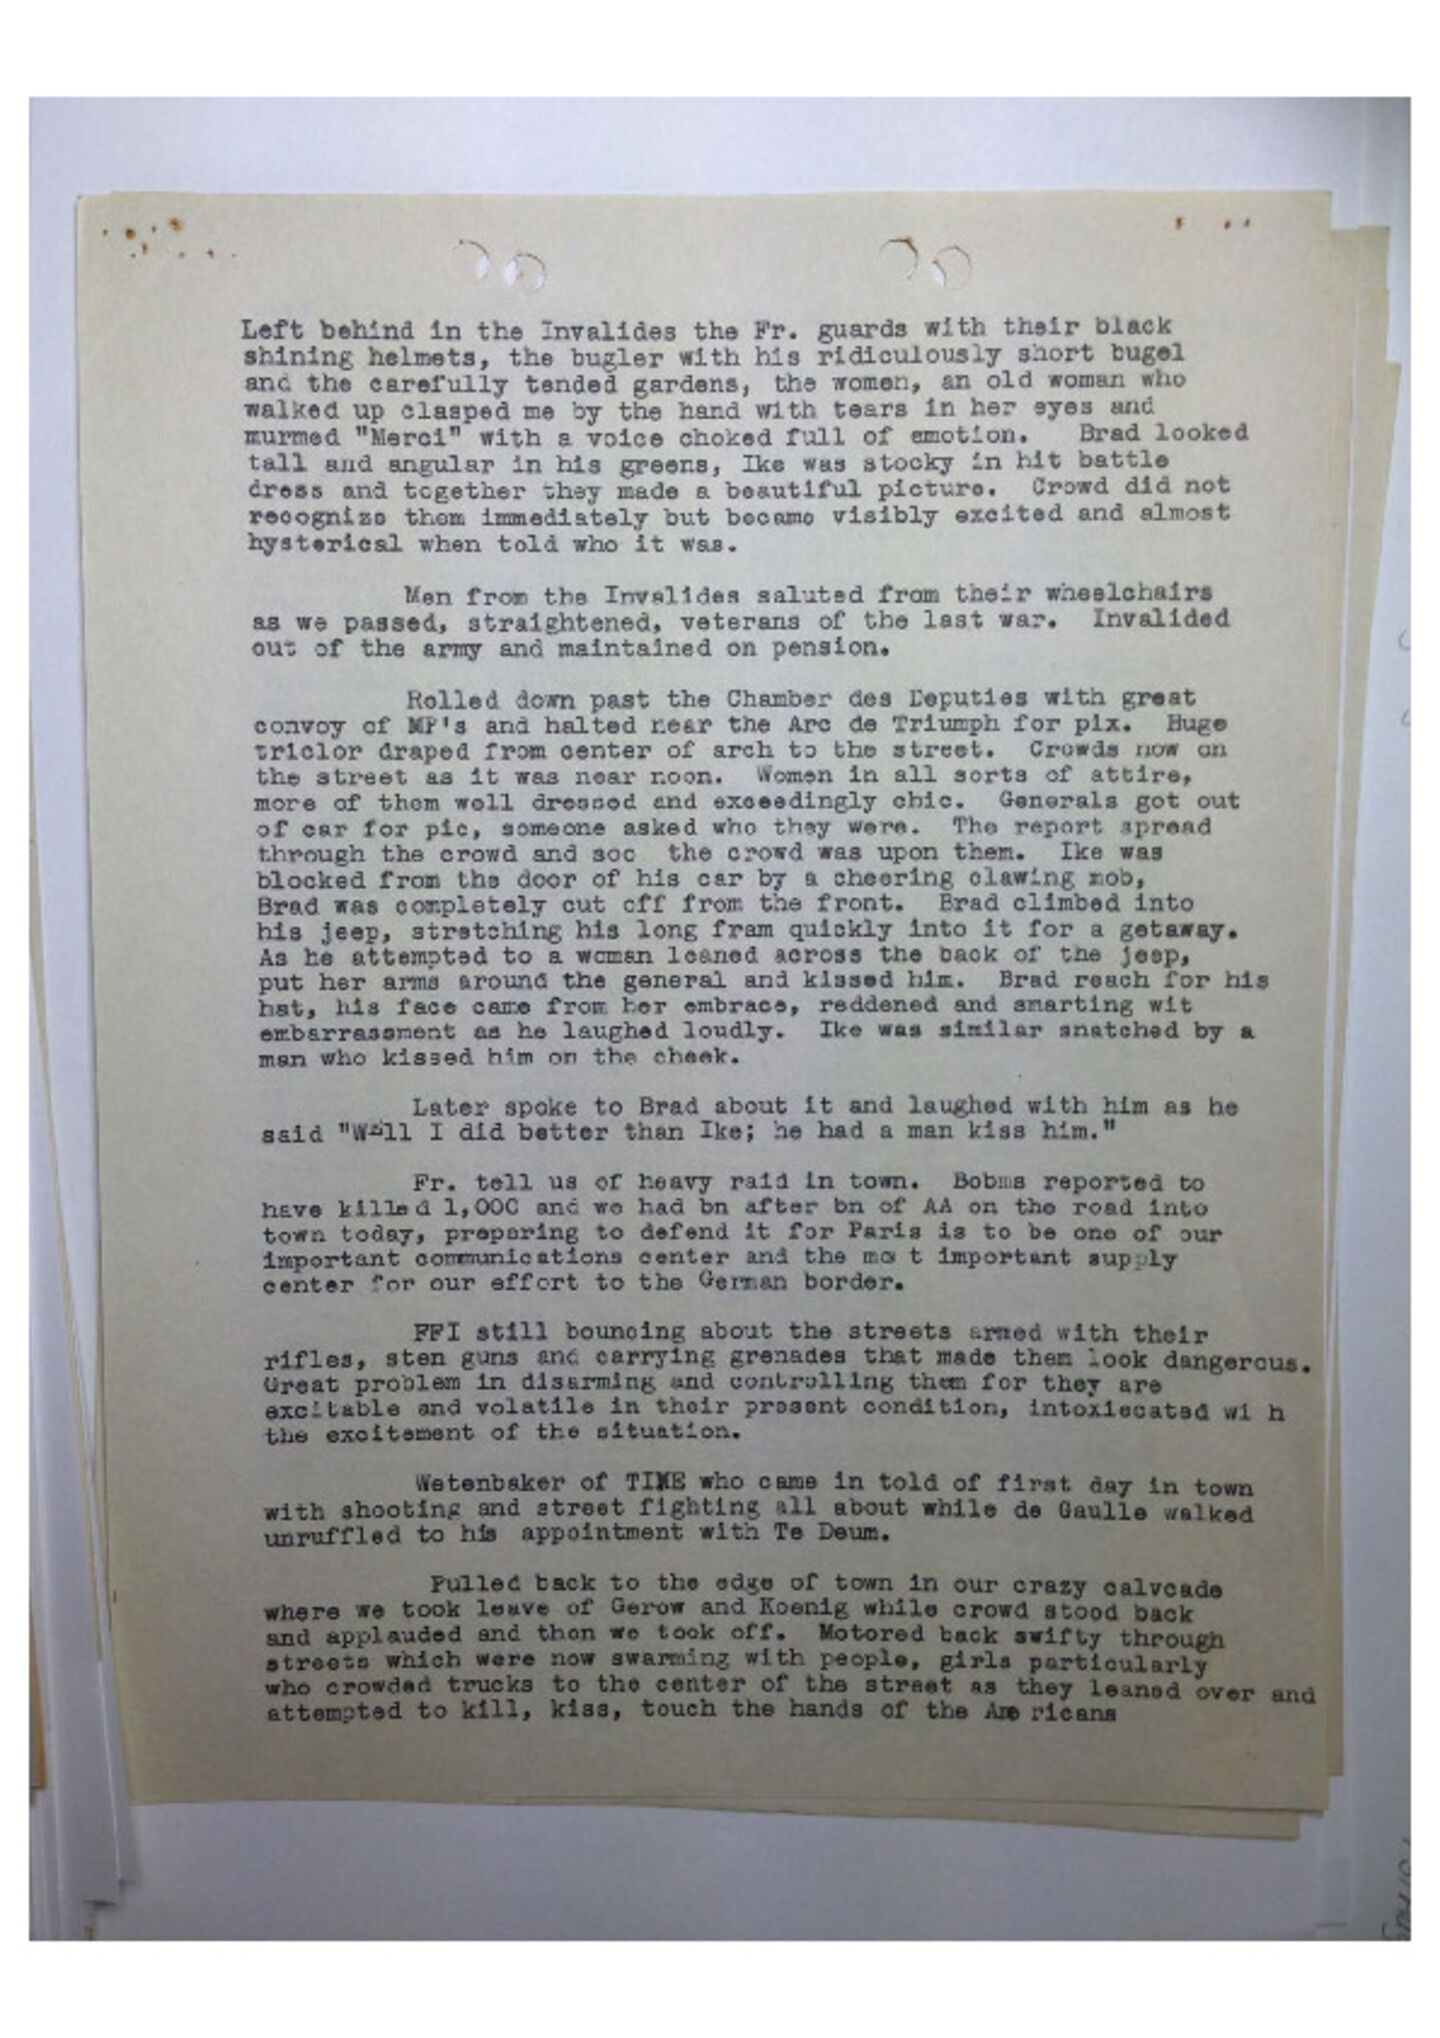 Left behind in the Invalides the Fr. guards with their black
shining helmets, the bugler with his ridiculously short bugel
and the carefully tended gardens, the women, an old woman who
walked up clasped me by the hand with tears in her eyes and
murmed "Merci" with a voice choked full of emotion. Brad looked
tall and angular in his greens, Ike was stocky in hit battle
dress and together they made a beautiful picture. Crowd did not
recognize them immediately but became visibly excited and almost
hysterical when told who it was.
Men from the Invalides saluted from their wheelchairs
as we passed, straightened, veterans of the last war. Invalided
out of the army and maintained on pension.
Rolled down past the Chamber des Deputies with great
convoy of MP's and halted near the Arc de Triumph for pix. Huge
triclor draped from center of arch to the street. Crowds now on
the street as it was near noon. Women in all sorts of attire,
more of them well dressed and exceedingly chic. Generals got out
of car for pic, someone asked who they were. The report spread
through the crowd and soo the crowd was upon them. Ike was
blocked from the door of his car by a cheering clawing mob,
Brad was completely cut off from the front. Brad climbed into
his jeep, stretching his long fram quickly into it for a getaway.
As he attempted to a woman leaned across the back of the jeep,
put her arms around the general and kissed him. Brad reach for his
hat, his face came from her embrace, reddened and smarting wit
embarrassment as he laughed loudly. Ike was similar snatched by a
man who kissed him on the cheek.
Later spoke to Brad about it and laughed with him as he
said "Well I did better than Ike; he had a man kiss him."
Fr. tell us of heavy raid in town. Bobms reported to
have killed 1,000 and we had bn after bn of AA on the road into
town today, preparing to defend it for Paris is to be one of our
important communications center and the mo t important supply
center for our effort to the German border.
FFI still bouncing about the streets armed with their
rifles, sten guns and carrying grenades that made them look dangerous.
Great problem in disarming and controlling them for they are
excitable and volatile in their present condition, intoxiecated wi h
the excitement of the situation.
Wetenbaker of TIME who came in told of first day in town
with shooting and street fighting all about while de Gaulle walked
unruffled to his appointment with Te Deum.
Pulled back to the edge of town in our crazy calvcade
where we took leave of Gerow and Koenig while crowd stood back
and applauded and then we took off. Motored back swifty through
streets which were now swarming with people, girls particularly
who crowded trucks to the center of the street as they leaned over and
attempted to kill, kiss, touch the hands of the Ame ricans